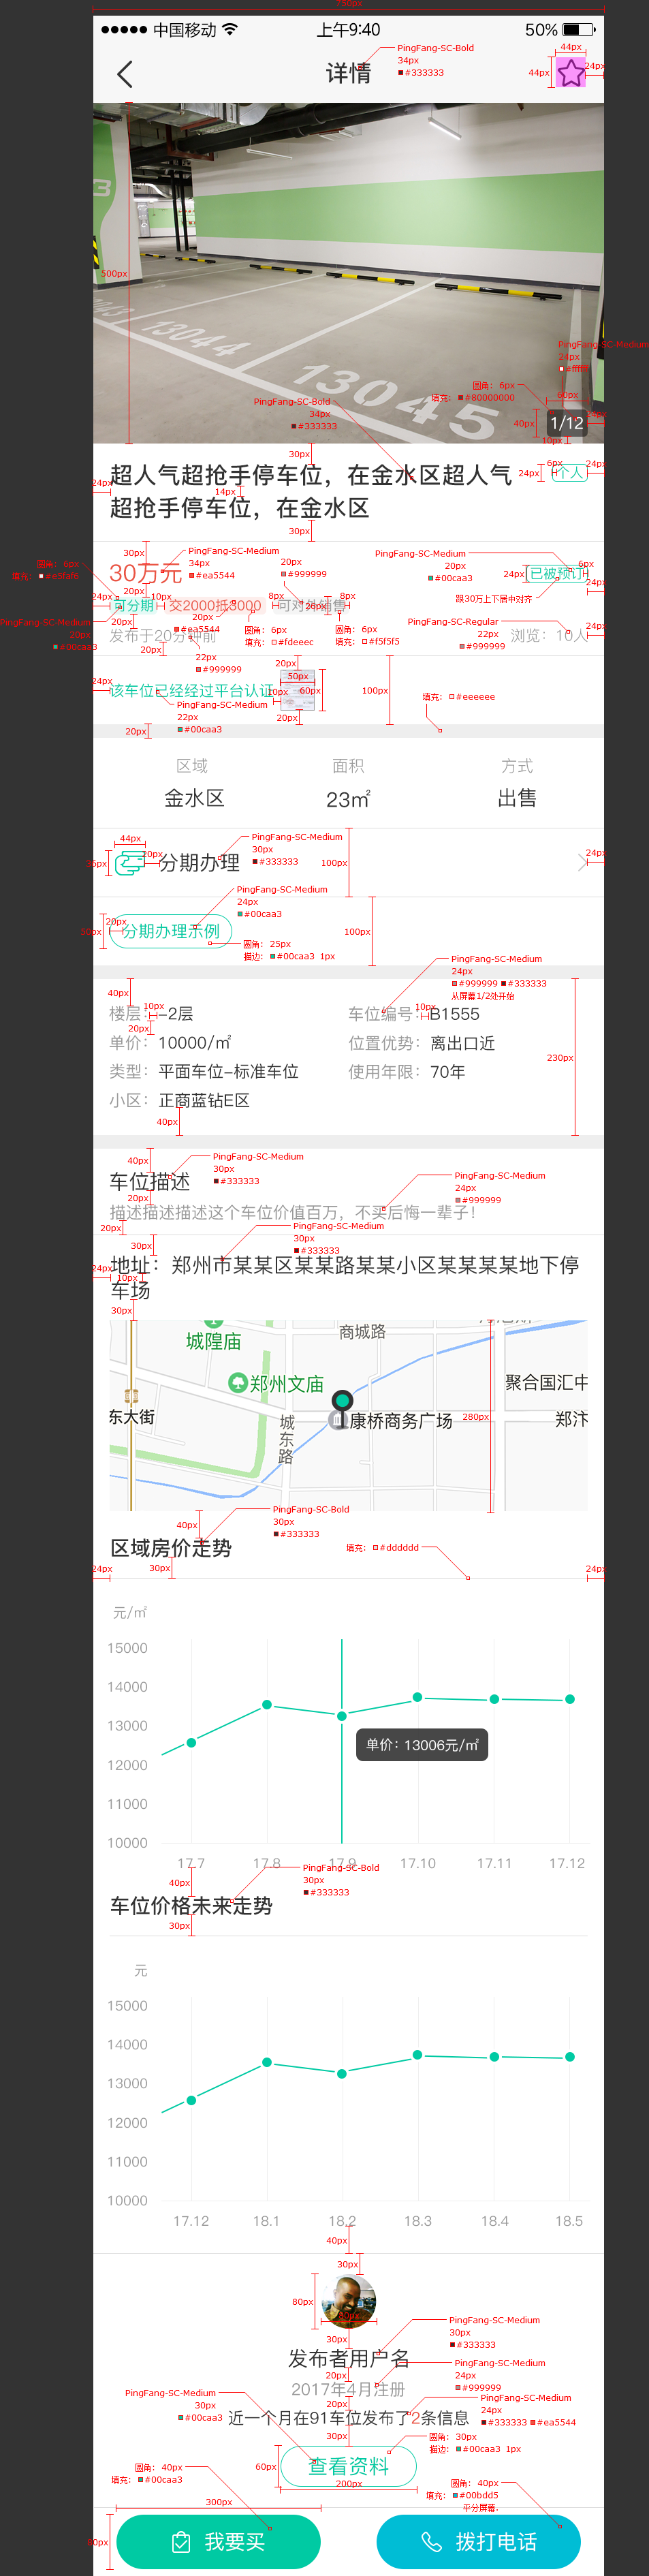 750px
中国移动 上午9:40 50%
PingFang-SC-Bold
34px
#333333
44px
44px
24px
详情
500px
PingFang-SC-Medium
24px
#ffffff
圆角：6px
填充：#80000000
60px
40px
24px
10px
1/12
PingFang-SC-Bold
34px
#333333
30px
超人气超抢手停车位，在金水区超人气
超抢手停车位，在金水区
24px
14px
30px
6px
24px
24px
个人
30px
PingFang-SC-Medium
34px
#ea5544
30万元
20px
#999999
PingFang-SC-Medium
20px
#00caa3
24px
6px
已被预订
24px
跟30万上下居中对齐
圆角：6px
填充：#e5faf6
24px
20px
10px
8px
8px
可分期
交2000抵3000
可对外销售
PingFang-SC-Medium
20px
#00caa3
20px
20px
#ea5544
圆角：6px
填充：#fdeeec
圆角：6px
填充：#f5f5f5
PingFang-SC-Regular
22px
#999999
发布于20分钟前
浏览：10人
24px
20px
22px
#999999
20px
50px
60px
100px
24px
该车位已经经过平台认证
10px
PingFang-SC-Medium
22px
#00caa3
20px
填充：#eeeeee
20px
区域 面积 方式
金水区 23㎡ 出售
44px
20px
PingFang-SC-Medium
30px
#333333
分期办理
100px
24px
PingFang-SC-Medium
24px
#00caa3
20px
50px
分期办理示例
圆角：25px
描边：#00caa3 1px
100px
PingFang-SC-Medium
24px
#999999 #333333
从屏幕1/2处开始
40px
10px
10px
楼层：-2层
车位编号：B1555
20px
单价：10000/㎡
位置优势：离出口近
230px
类型：平面车位-标准车位
使用年限：70年
小区：正商蓝钻E区
40px
40px
PingFang-SC-Medium
30px
#333333
车位描述
PingFang-SC-Medium
24px
#999999
20px
描述描述描述这个车位价值百万，不买后悔一辈子！
20px
PingFang-SC-Medium
30px
#333333
30px
24px
10px
地址：郑州市某某区某某路某某小区某某某某地下停
车场
30px
城隍庙
商城路
郑州文庙
聚合国汇中
东大街
城东路
康桥商务广场
280px
郑汴
PingFang-SC-Bold
30px
#333333
40px
区域房价走势
填充：#dddddd
24px
30px
24px
元/㎡
15000
14000
13000
12000
11000
10000
单价：13006元/㎡
17.7 17.8 17.9 17.10 17.11 17.12
PingFang-SC-Bold
30px
#333333
40px
车位价格未来走势
30px
元
15000
14000
13000
12000
11000
10000
17.12 18.1 18.2 18.3 18.4 18.5
40px
30px
80px
30px
PingFang-SC-Medium
30px
#333333
发布者用户名
20px
PingFang-SC-Medium
24px
#999999
2017年4月注册
20px
PingFang-SC-Medium
24px
#333333 #ea5544
PingFang-SC-Medium
30px
#00caa3
近一个月在91车位发布了2条信息
30px
圆角：30px
描边：#00caa3 1px
60px
查看资料
200px
圆角：40px
填充：#00caa3
圆角：40px
填充：#00bdd5
平分屏幕.
300px
80px
我要买
拨打电话